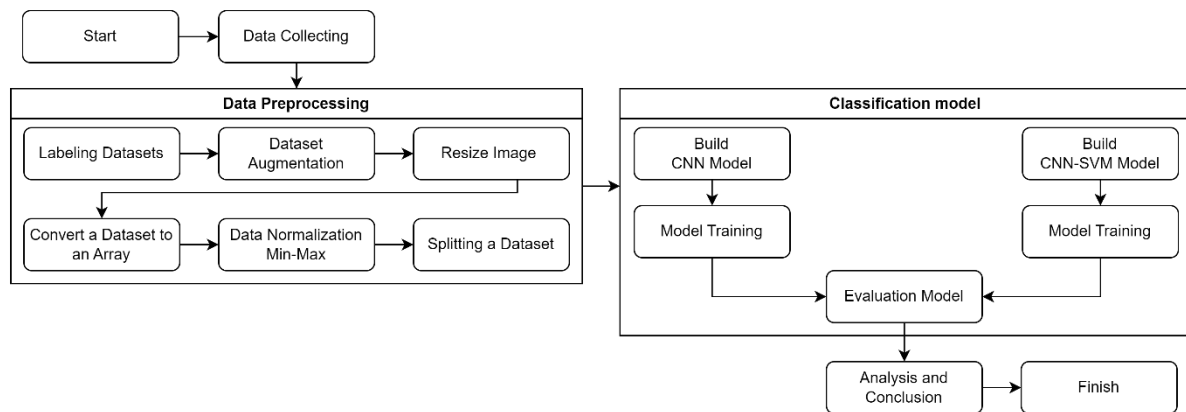 Start
Data Collecting
Data Preprocessing
Labeling Datasets
Dataset
Augmentation
Resize Image
Convert a Dataset to
an Array
Data Normalization
Min-Max
Splitting a Dataset
Classification model
Build
CNN Model
Build
CNN-SVM Model
Model Training
Model Training
Evaluation Model
Analysis and
Conclusion
Finish